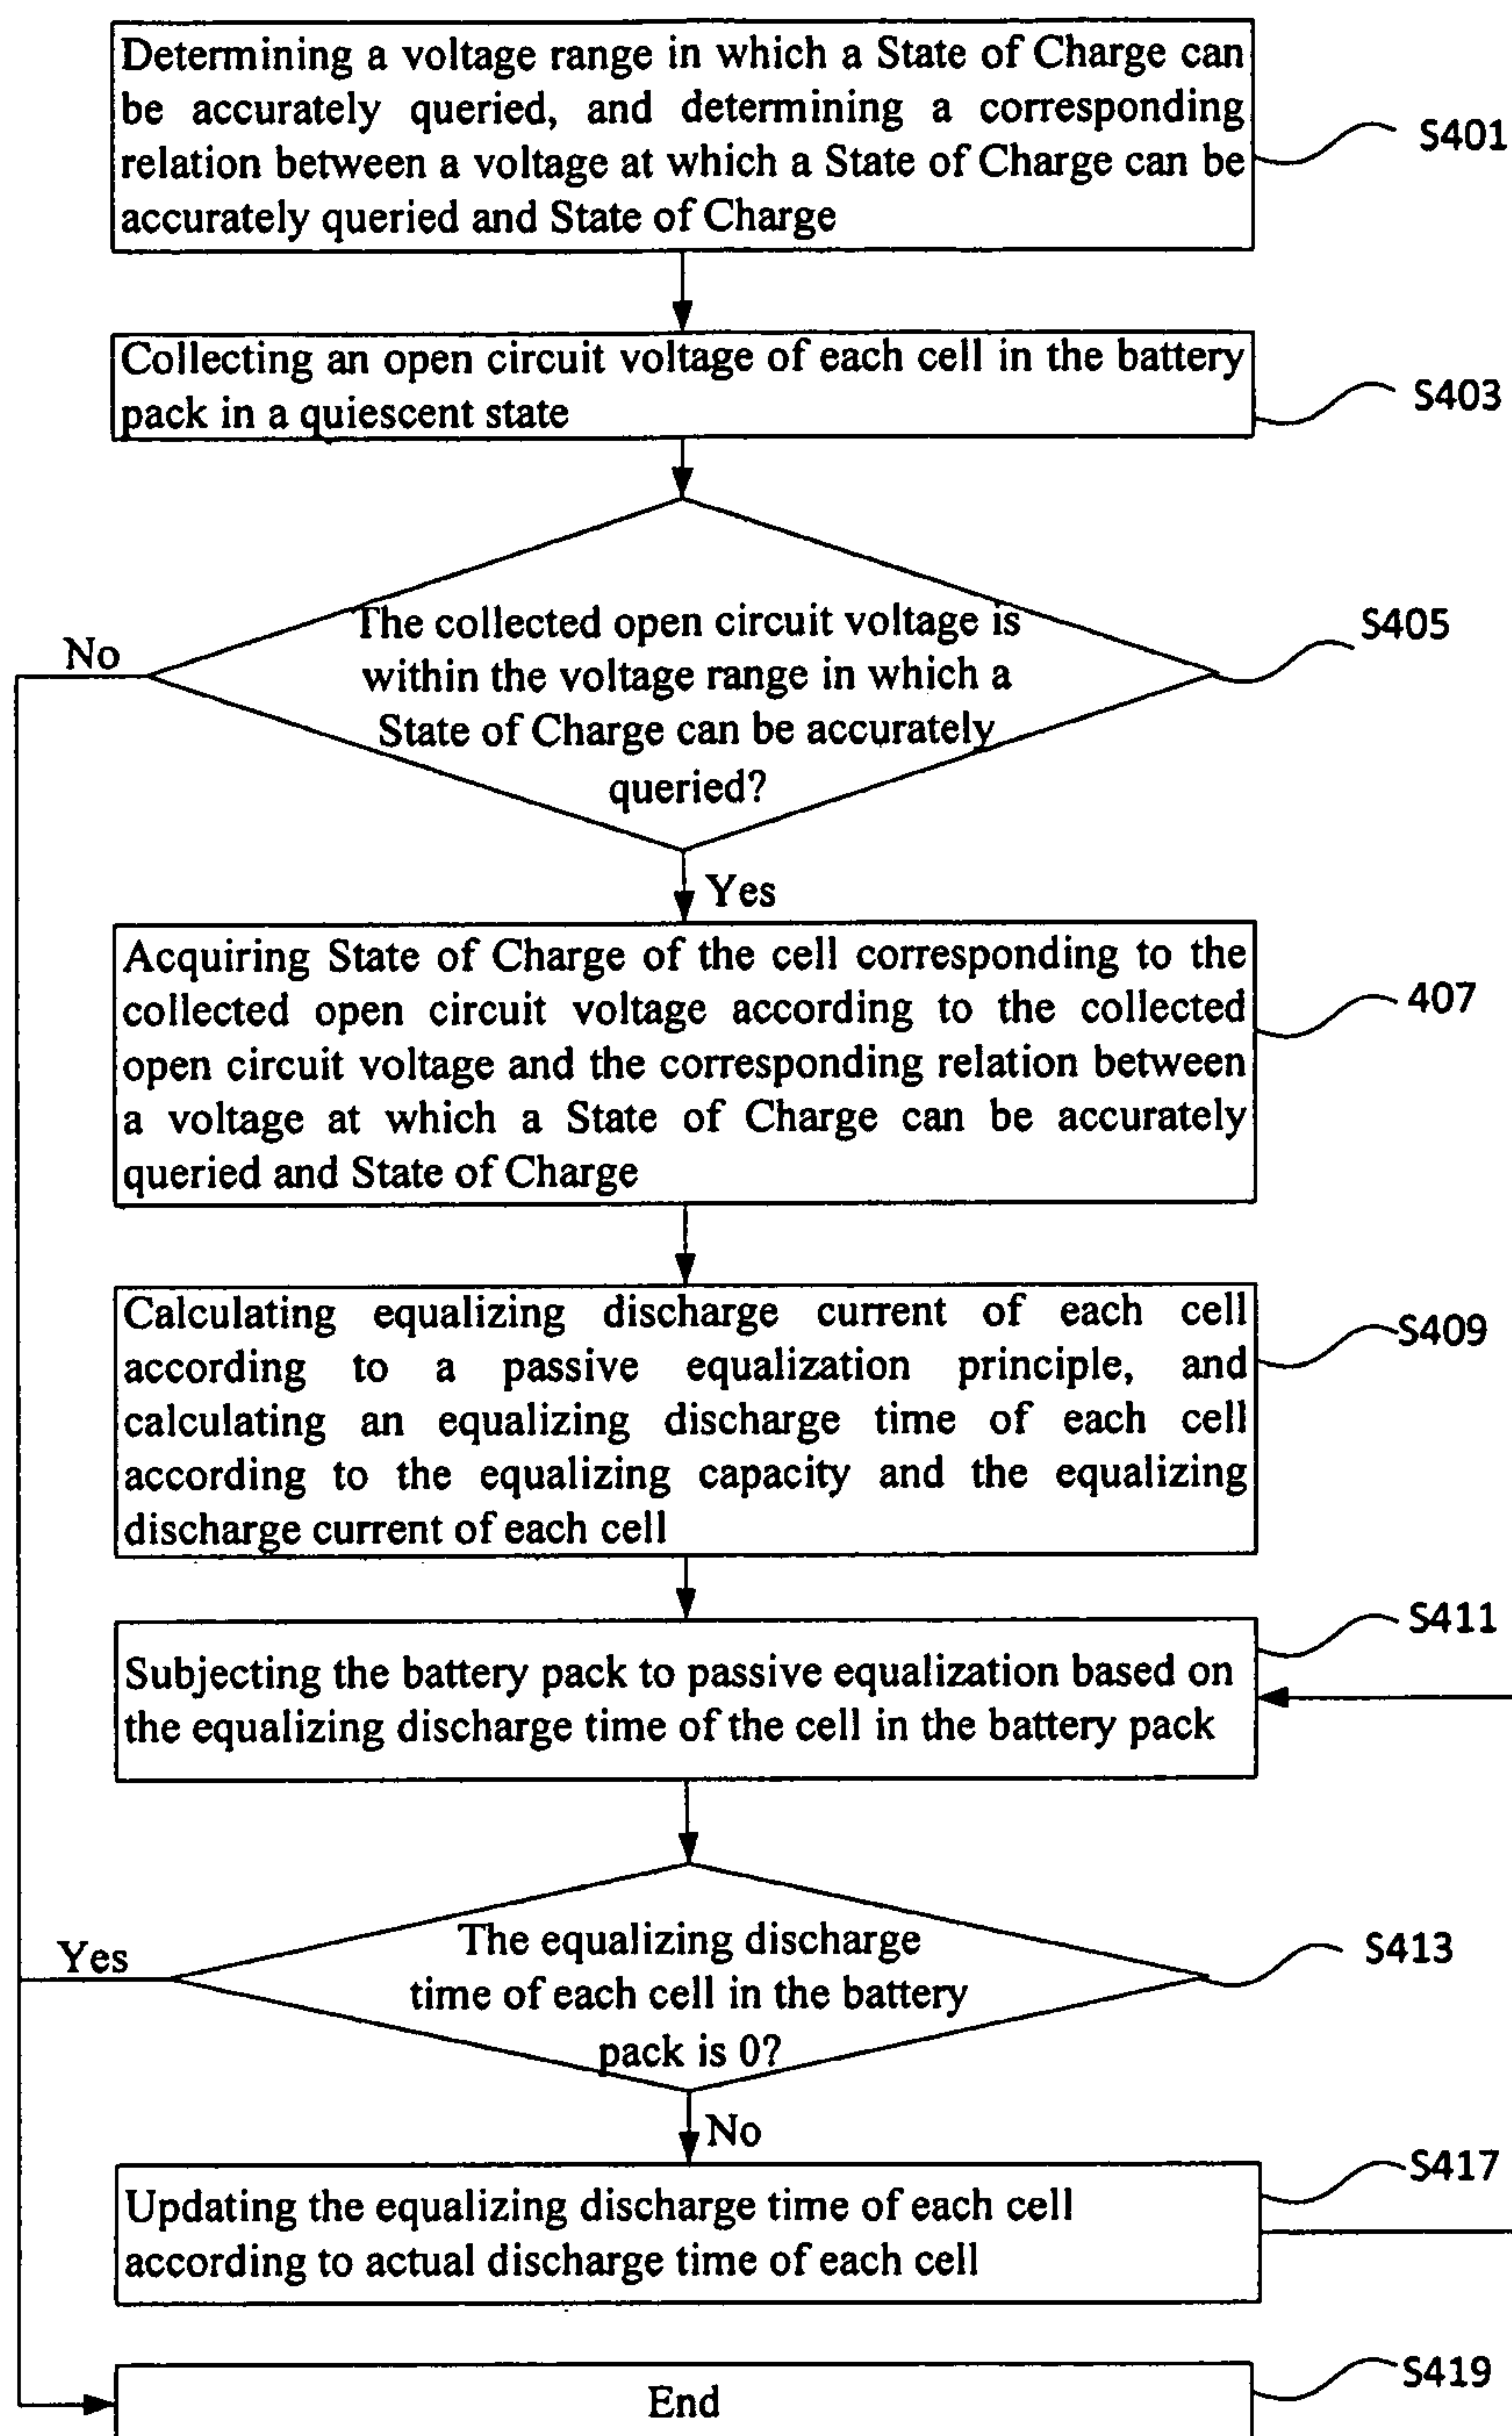 Determining a voltage range in which a State of Charge can
be accurately queried, and determining a corresponding
relation between a voltage at which a State of Charge can be
accurately queried and State of Charge
S401
Collecting an open circuit voltage of each cell in the battery
pack in a quiescent state
S403
The collected open circuit voltage is
within the voltage range in which a
State of Charge can be accurately
queried?
S405
No
Yes
Acquiring State of Charge of the cell corresponding to the
collected open circuit voltage according to the collected
open circuit voltage and the corresponding relation between
a voltage at which a State of Charge can be accurately
queried and State of Charge
407
Calculating equalizing discharge current of each cell
according to a passive equalization principle, and
calculating an equalizing discharge time of each cell
according to the equalizing capacity and the equalizing
discharge current of each cell
S409
Subjecting the battery pack to passive equalization based on
the equalizing discharge time of the cell in the battery pack
S411
The equalizing discharge
time of each cell in the battery
pack is 0?
S413
Yes
No
Updating the equalizing discharge time of each cell
according to actual discharge time of each cell
S417
End
S419